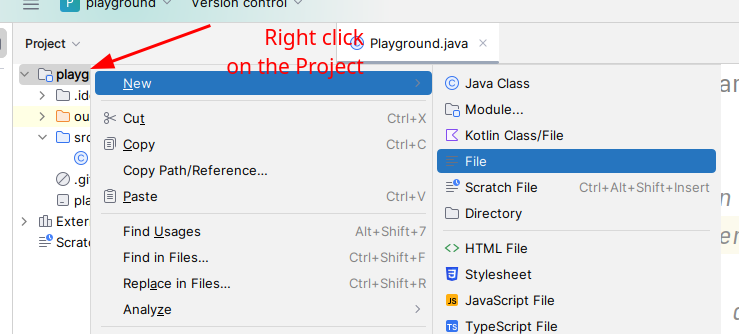 P playground Version control
Project
Right click
on the Project
Playground.java
New
Cut Ctrl+X
Copy Ctrl+C
Copy Path/Reference...
Paste Ctrl+V
Find Usages Alt+Shift+7
Find in Files... Ctrl+Shift+F
Replace in Files... Ctrl+Shift+R
Analyze
Java Class
Module...
Kotlin Class/File
File
Scratch File Ctrl+Alt+Shift+Insert
Directory
HTML File
Stylesheet
JS JavaScript File
TS TypeScript File
playg
.id
ou
src
.gi
pla
Exter
Scrat